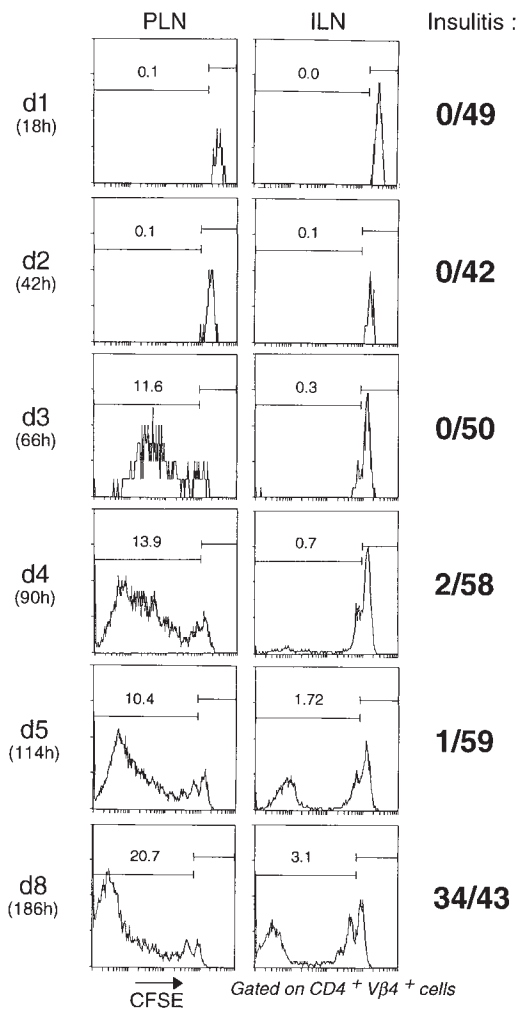 PLN ILN Insulitis :
0.1 0.0
d1 0/49
(18h)
0.1 0.1
d2 0/42
(42h)
11.6 0.3
d3 0/50
(66h)
13.9 0.7
d4 2/58
(90h)
10.4 1.72
d5 1/59
(114h)
20.7 3.1
d8 34/43
(186h)
CFSE Gated on CD4 + Vβ4 + cells